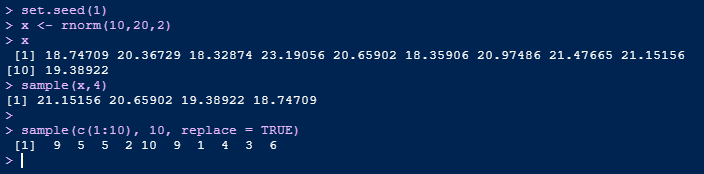 > set.seed(1)
> x <- rnorm(10,20,2)
> x
 [1] 18.74709 20.36729 18.32874 23.19056 20.65902 18.35906 20.97486 21.47665 21.15156
[10] 19.38922
> sample(x,4)
[1] 21.15156 20.65902 19.38922 18.74709
>
> sample(c(1:10), 10, replace = TRUE)
 [1]  9  5  5  2 10  9  1  4  3  6
>